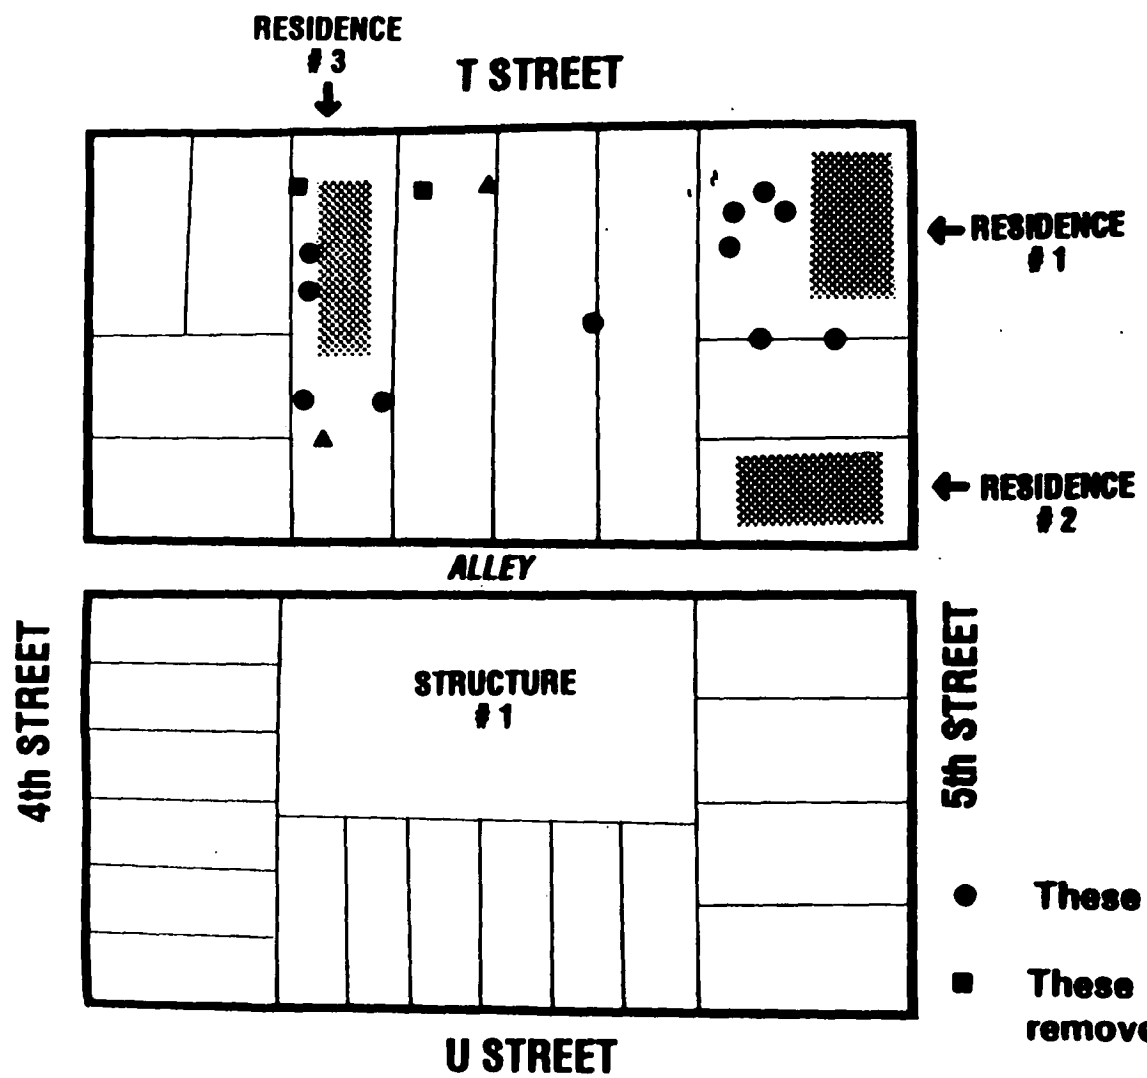 RESIDENCE
# 3
T STREET
RESIDENCE
# 1
RESIDENCE
# 2
ALLEY
4th STREET
STRUCTURE
# 1
5th STREET
These
These
remove
U STREET